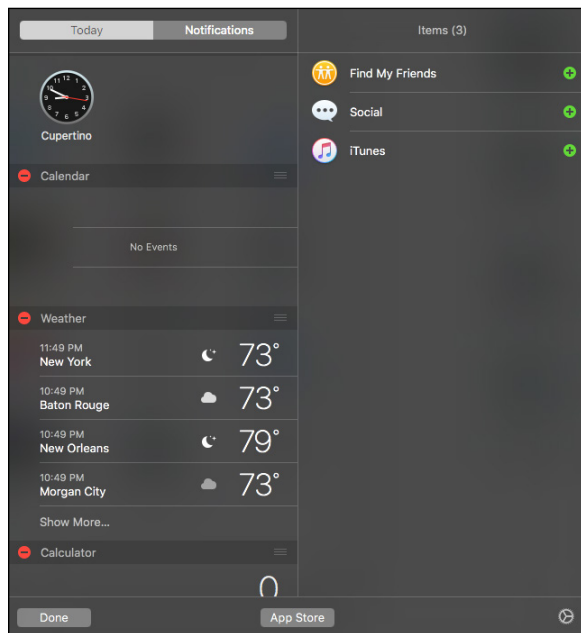 Today
Notifications
Items (3)
Cupertino
Find My Friends
Social
iTunes
Calendar
No Events
Weather
11:49 PM
New York
73°
10:49 PM
Baton Rouge
73°
10:49 PM
New Orleans
79°
10:49 PM
Morgan City
73°
Show More...
Calculator
0
Done
App Store